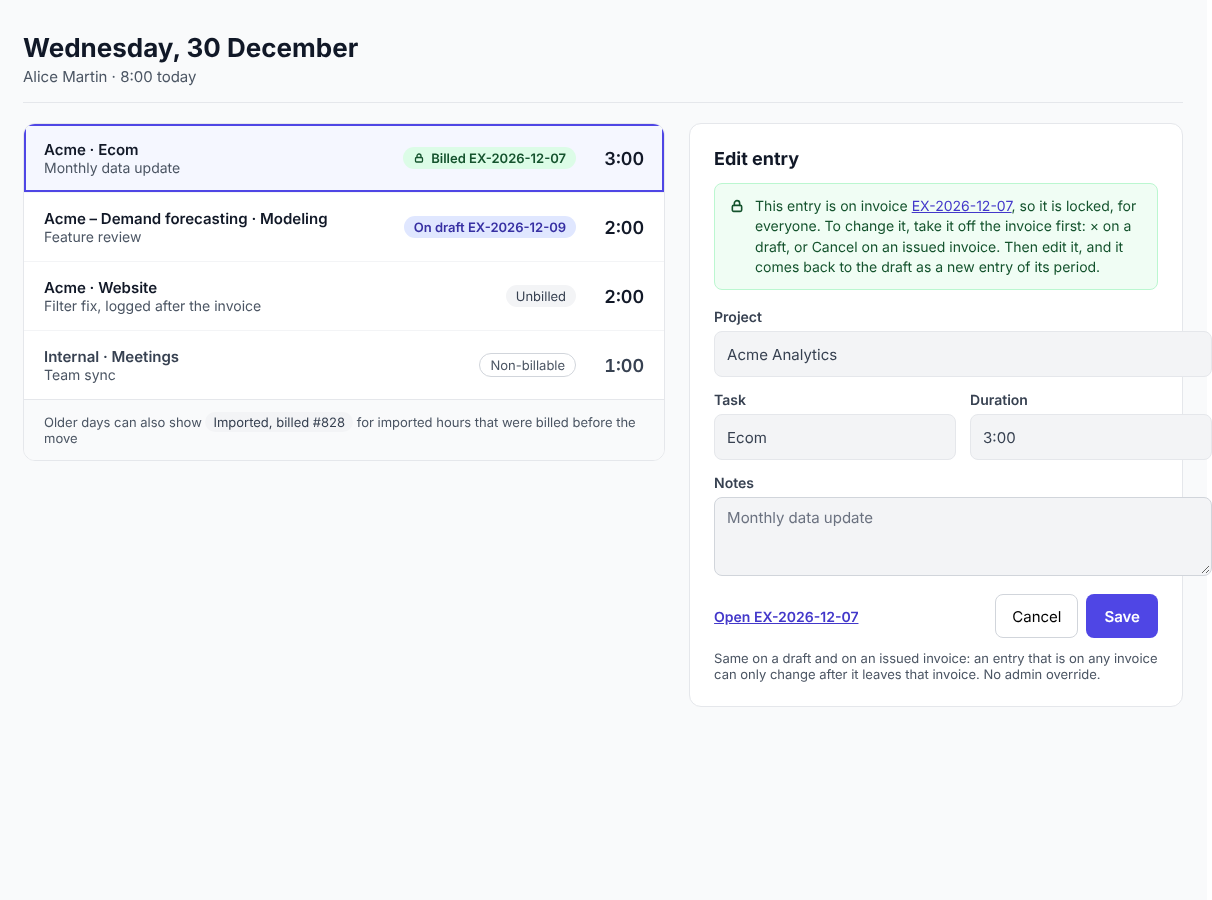 Wednesday, 30 December
Alice Martin · 8:00 today
Acme · Ecom
Monthly data update
Billed EX-2026-12-07
3:00
Acme – Demand forecasting · Modeling
Feature review
On draft EX-2026-12-09
2:00
Acme · Website
Filter fix, logged after the invoice
Unbilled
2:00
Internal · Meetings
Team sync
Non-billable
1:00
Older days can also show Imported, billed #828 for imported hours that were billed before the
move
Edit entry
This entry is on invoice EX-2026-12-07, so it is locked, for
everyone. To change it, take it off the invoice first: × on a
draft, or Cancel on an issued invoice. Then edit it, and it
comes back to the draft as a new entry of its period.
Project
Acme Analytics
Task
Duration
Ecom
3:00
Notes
Monthly data update
Open EX-2026-12-07
Cancel
Save
Same on a draft and on an issued invoice: an entry that is on any invoice
can only change after it leaves that invoice. No admin override.